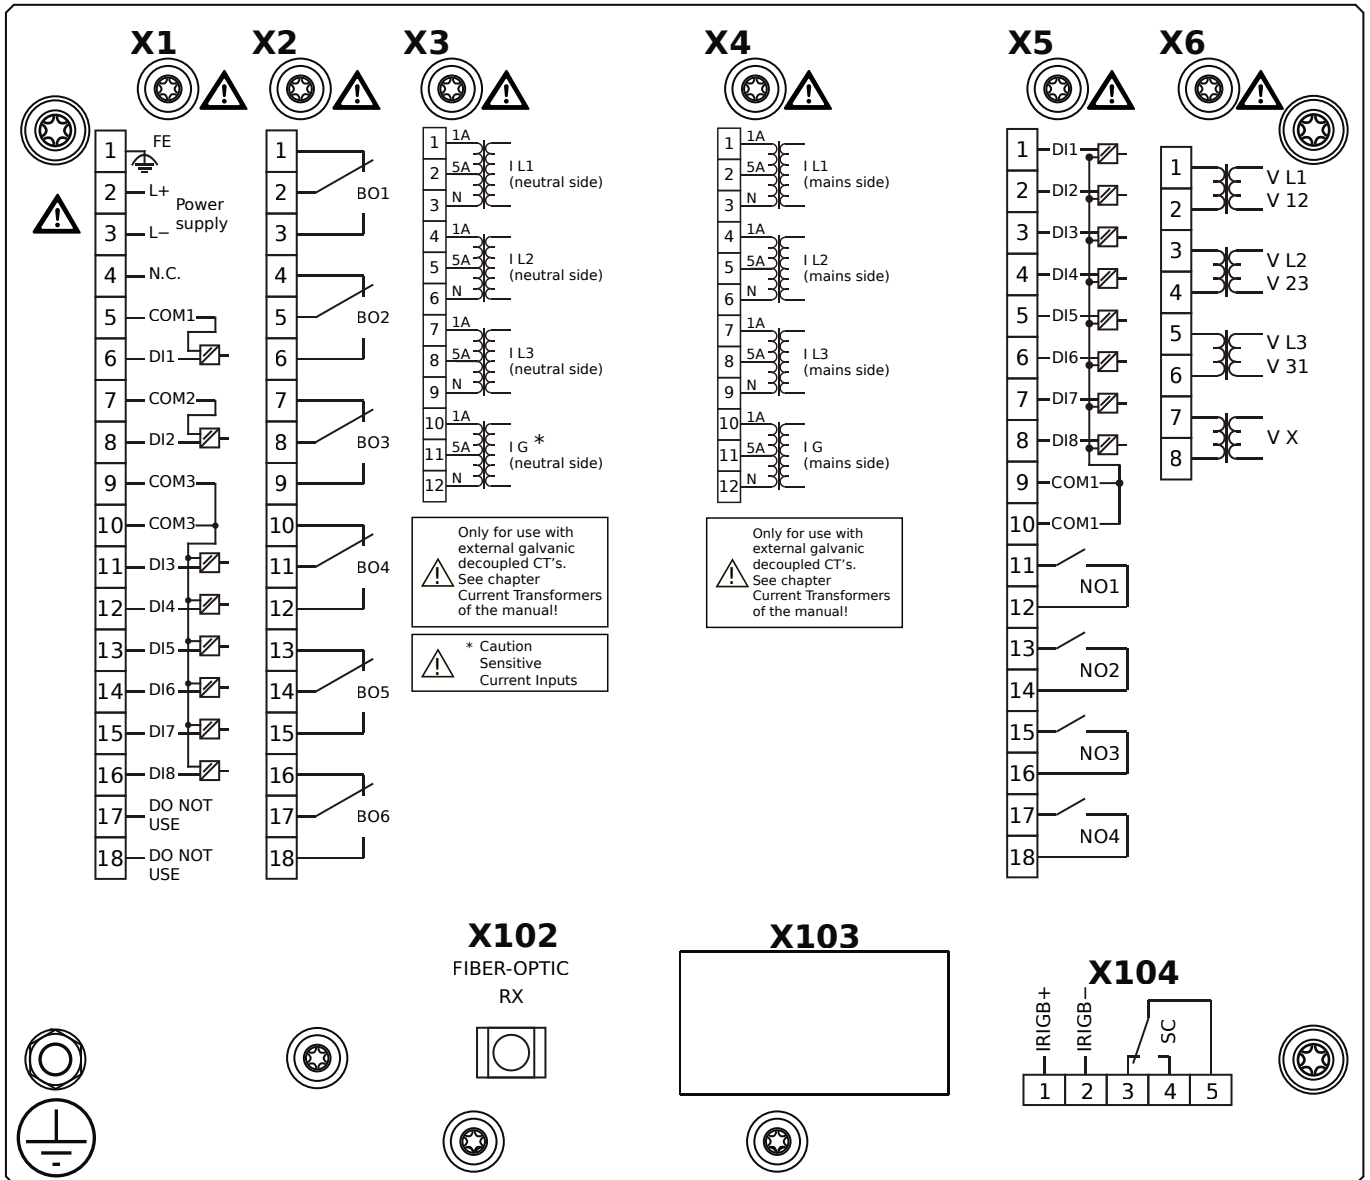 X1
X2
X3
X4
X5
X6
1 FE
2 L+
Power
supply
3 L−
4 N.C.
5 COM1
6 DI1
7 COM2
8 DI2
9 COM3
10 COM3
11 DI3
12 DI4
13 DI5
14 DI6
15 DI7
16 DI8
17 DO NOT
USE
18 DO NOT
USE
1
2 BO1
3
4
5 BO2
6
7
8 BO3
9
10
11 BO4
12
13
14 BO5
15
16
17 BO6
18
1 1A
2 5A I L1
(neutral side)
3 N
4 1A
5 5A I L2
(neutral side)
6 N
7 1A
8 5A I L3
(neutral side)
9 N
10 1A
11 5A I G *
(neutral side)
12 N
Only for use with
external galvanic
decoupled CT's.
See chapter
Current Transformers
of the manual!
* Caution
Sensitive
Current Inputs
1 1A
2 5A I L1
(mains side)
3 N
4 1A
5 5A I L2
(mains side)
6 N
7 1A
8 5A I L3
(mains side)
9 N
10 1A
11 5A I G
(mains side)
12 N
Only for use with
external galvanic
decoupled CT's.
See chapter
Current Transformers
of the manual!
1 DI1
2 DI2
3 DI3
4 DI4
5 DI5
6 DI6
7 DI7
8 DI8
9 COM1
10 COM1
11
NO1
12
13
NO2
14
15
NO3
16
17
NO4
18
1
V L1
V 12
2
3
V L2
V 23
4
5
V L3
V 31
6
7
V X
8
X102
FIBER-OPTIC
RX
X103
X104
IRIGB+
IRIGB−
SC
1 2 3 4 5